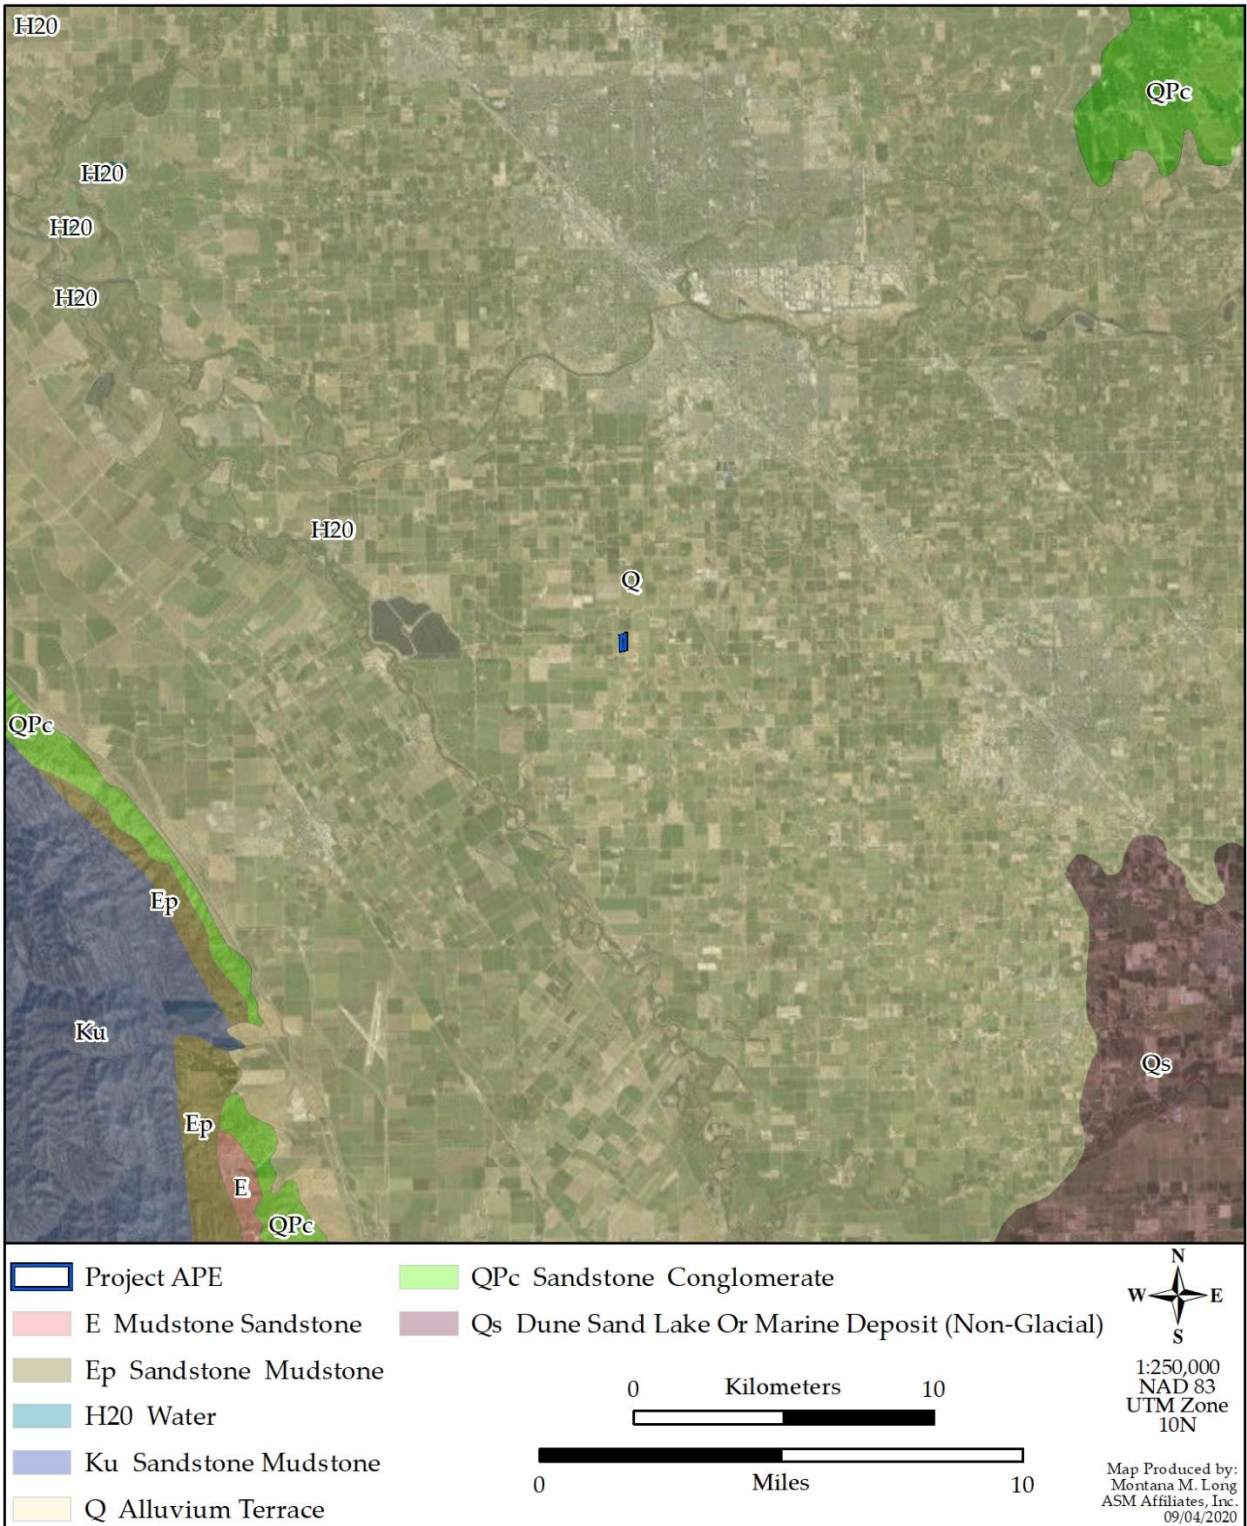 H20
QPc
H20
H20
H20
H20
Q
QPc
Ep
Ku
Qs
Ep
E
QPc
Project APE
E Mudstone Sandstone
Ep Sandstone Mudstone
H20 Water
Ku Sandstone Mudstone
Q Alluvium Terrace
QPc Sandstone Conglomerate
Qs Dune Sand Lake Or Marine Deposit (Non-Glacial)
0 Kilometers 10
0 Miles 10
N
W E
S
1:250,000
NAD 83
UTM Zone
10N
Map Produced by:
Montana M. Long
ASM Affiliates, Inc.
09/04/2020